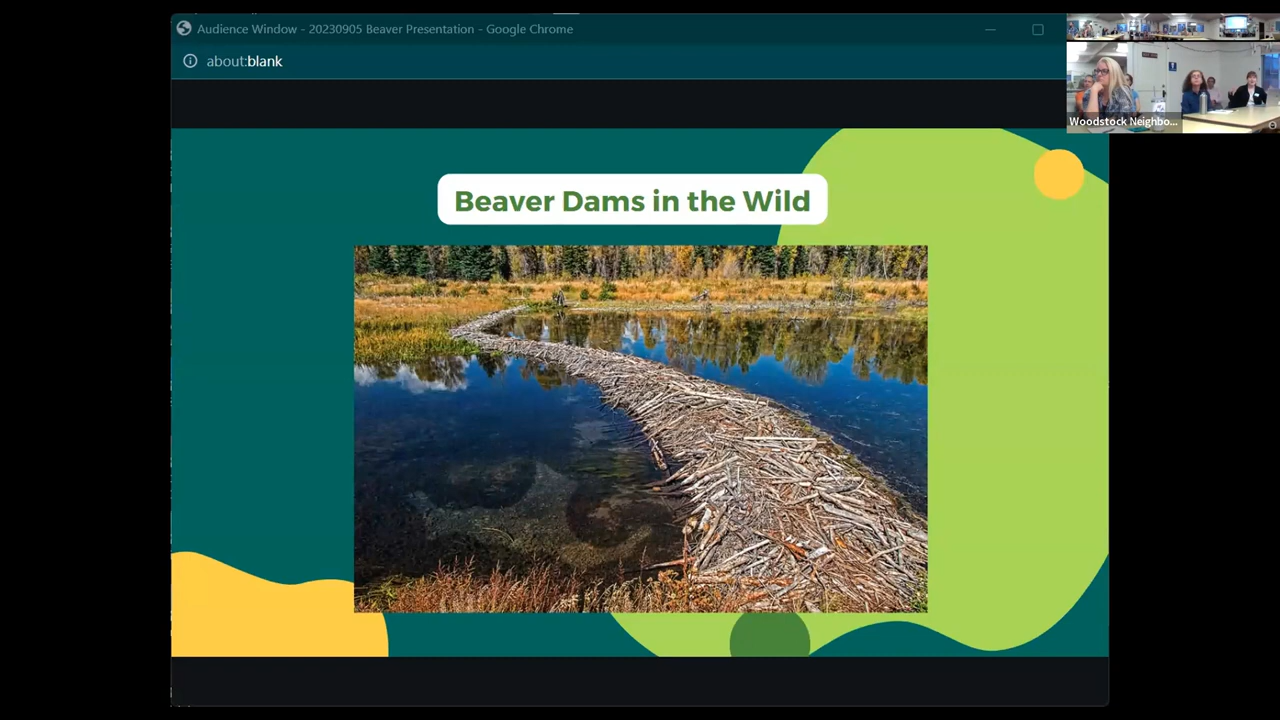 Audience Window - 20230905 Beaver Presentation - Google Chrome
about:blank
Woodstock Neighbo...
Beaver Dams in the Wild